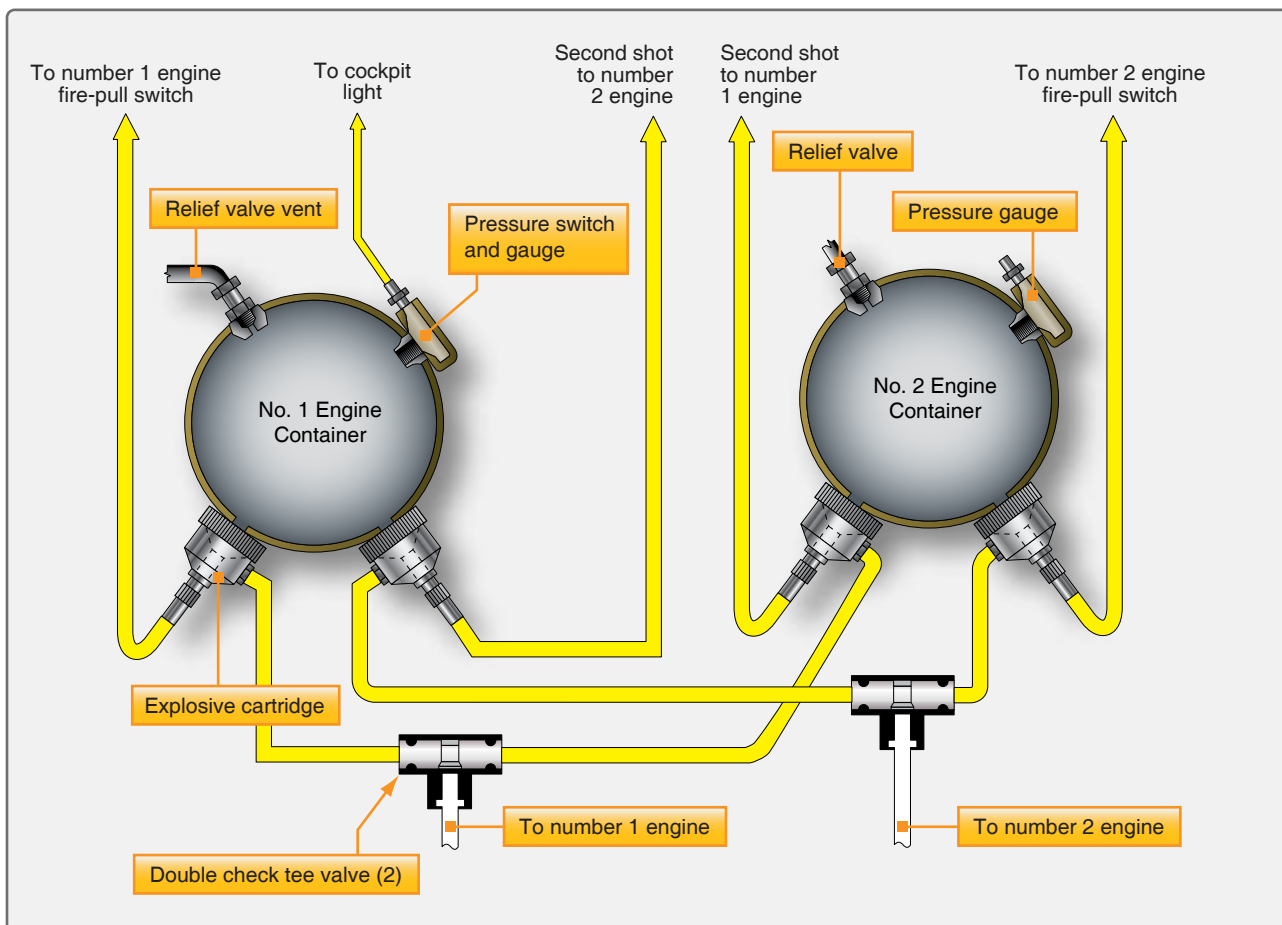 To number 1 engine
fire-pull switch
To cockpit
light
Second shot
to number
2 engine
Second shot
to number
1 engine
To number 2 engine
fire-pull switch
Relief valve vent
Pressure switch
and gauge
Relief valve
Pressure gauge
No. 1 Engine
Container
No. 2 Engine
Container
Explosive cartridge
To number 1 engine
To number 2 engine
Double check tee valve (2)